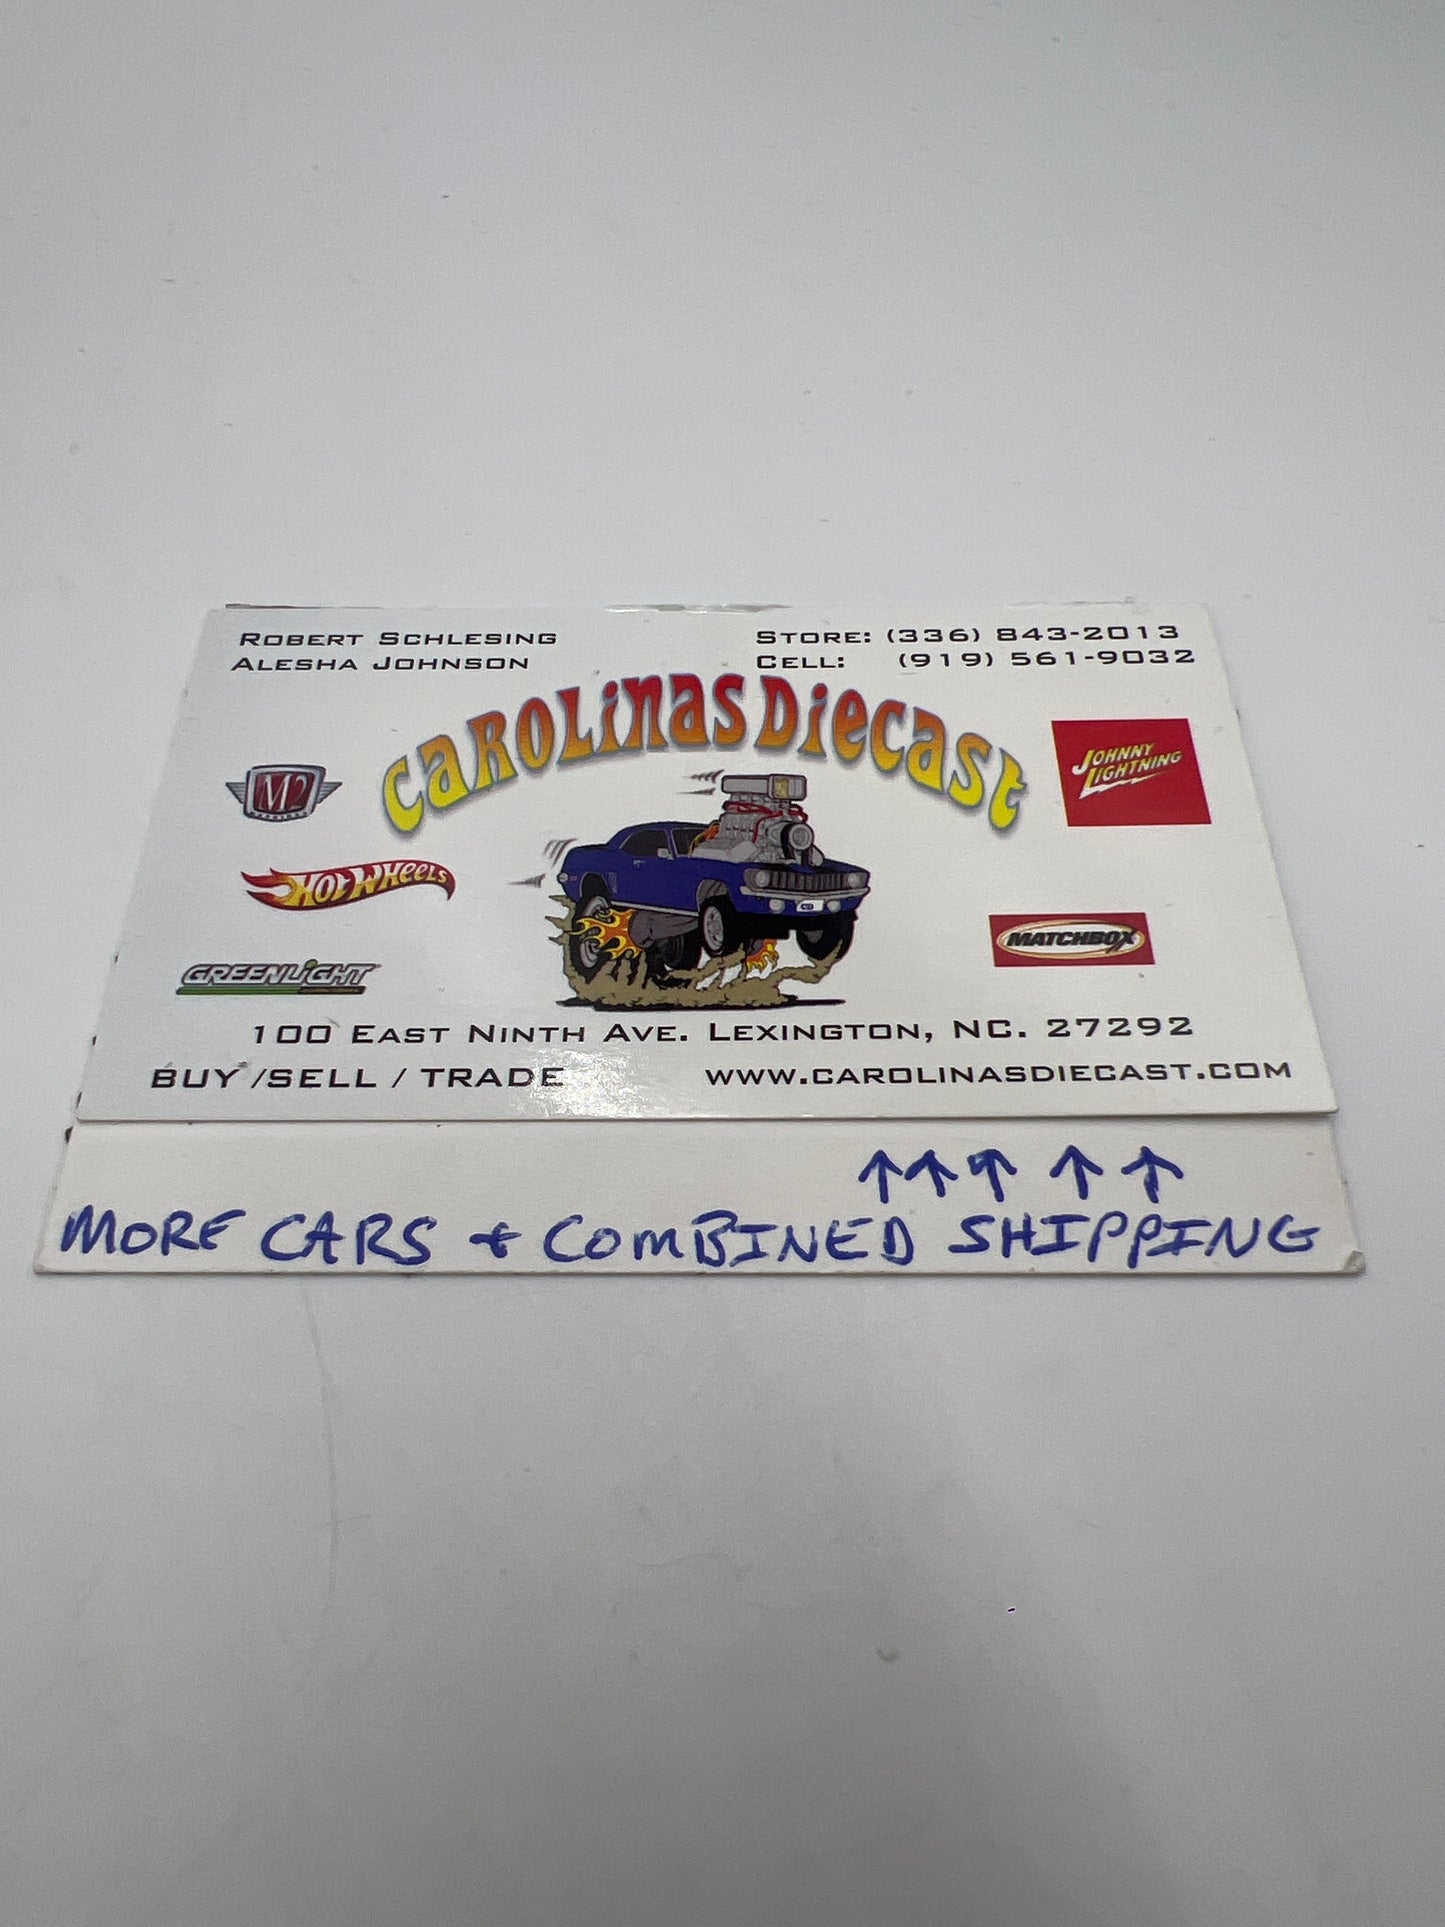 ROBERT SCHLESING
ALESHA JOHNSON
STORE: (336) 843-2013
CELL: (919) 561-9032
CAROLINAS DIECAST
M2
JOHNNY
LIGHTNING
HOT WHEELS
MATCHBOX
GREENLIGHT
100 EAST NINTH AVE. LEXINGTON, NC. 27292
BUY /SELL / TRADE
WWW.CAROLINASDIECAST.COM
↑↑↑↑↑
MORE CARS + COMBINED SHIPPING